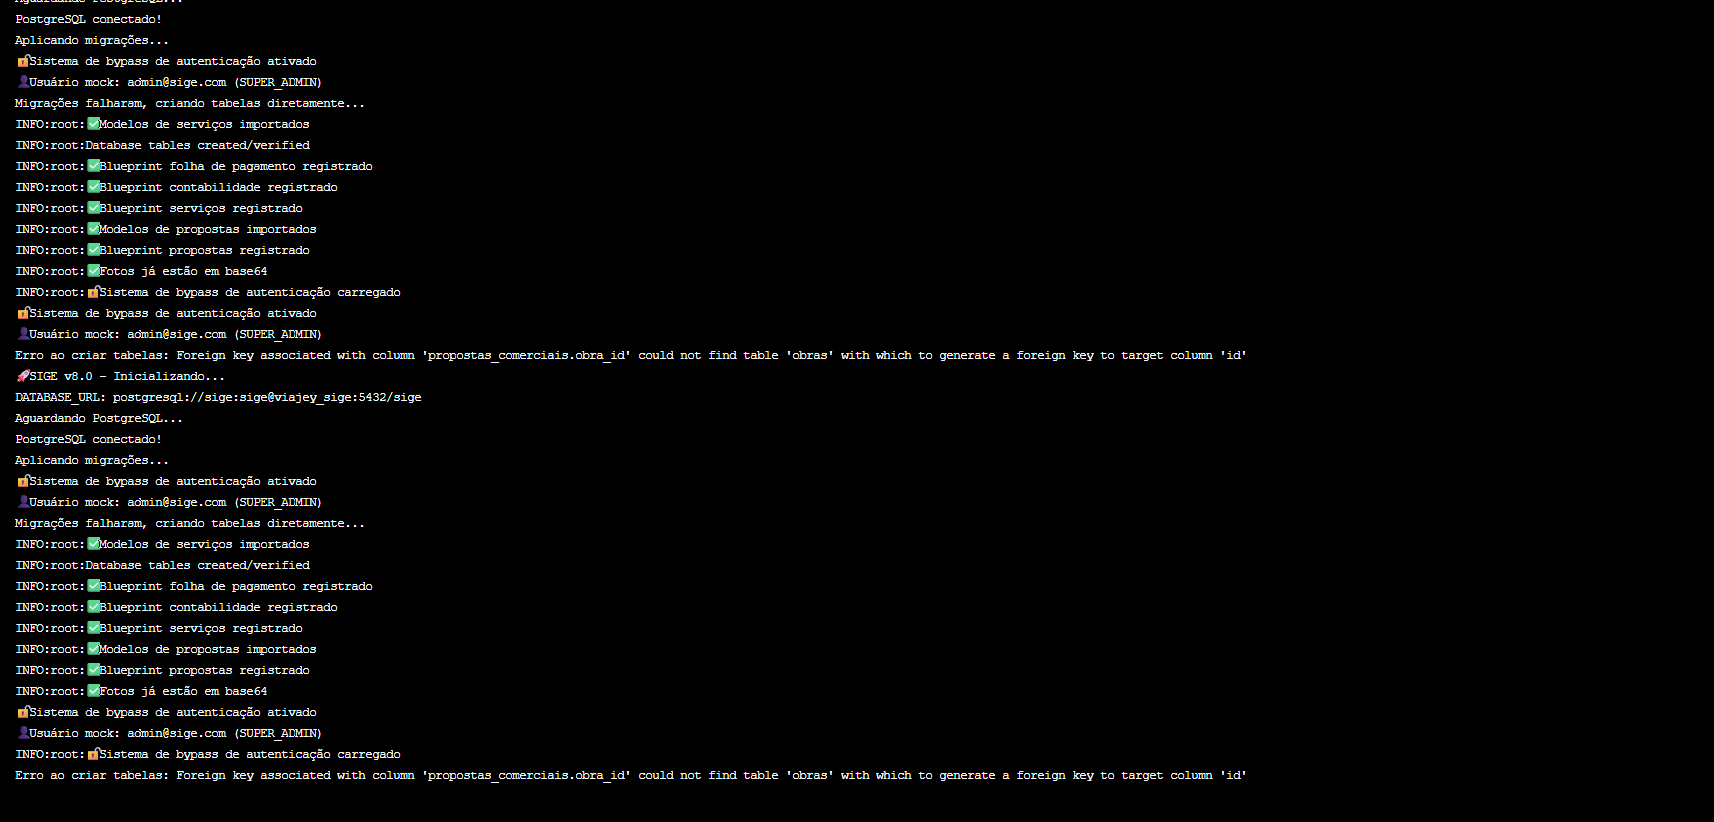 PostgreSQL conectado!
Aplicando migrações...
🔓Sistema de bypass de autenticação ativado
👤Usuário mock: admin@sige.com (SUPER_ADMIN)
Migrações falharam, criando tabelas diretamente...
INFO:root:✅Modelos de serviços importados
INFO:root:Database tables created/verified
INFO:root:✅Blueprint folha de pagamento registrado
INFO:root:✅Blueprint contabilidade registrado
INFO:root:✅Blueprint serviços registrado
INFO:root:✅Modelos de propostas importados
INFO:root:✅Blueprint propostas registrado
INFO:root:✅Fotos já estão em base64
INFO:root:🔓Sistema de bypass de autenticação carregado
🔓Sistema de bypass de autenticação ativado
👤Usuário mock: admin@sige.com (SUPER_ADMIN)
Erro ao criar tabelas: Foreign key associated with column 'propostas_comerciais.obra_id' could not find table 'obras' with which to generate a foreign key to target column 'id'
🚀SIGE v8.0 - Inicializando...
DATABASE_URL: postgresql://sige:sige@viajey_sige:5432/sige
Aguardando PostgreSQL...
PostgreSQL conectado!
Aplicando migrações...
🔓Sistema de bypass de autenticação ativado
👤Usuário mock: admin@sige.com (SUPER_ADMIN)
Migrações falharam, criando tabelas diretamente...
INFO:root:✅Modelos de serviços importados
INFO:root:Database tables created/verified
INFO:root:✅Blueprint folha de pagamento registrado
INFO:root:✅Blueprint contabilidade registrado
INFO:root:✅Blueprint serviços registrado
INFO:root:✅Modelos de propostas importados
INFO:root:✅Blueprint propostas registrado
INFO:root:✅Fotos já estão em base64
🔓Sistema de bypass de autenticação ativado
👤Usuário mock: admin@sige.com (SUPER_ADMIN)
INFO:root:🔓Sistema de bypass de autenticação carregado
Erro ao criar tabelas: Foreign key associated with column 'propostas_comerciais.obra_id' could not find table 'obras' with which to generate a foreign key to target column 'id'